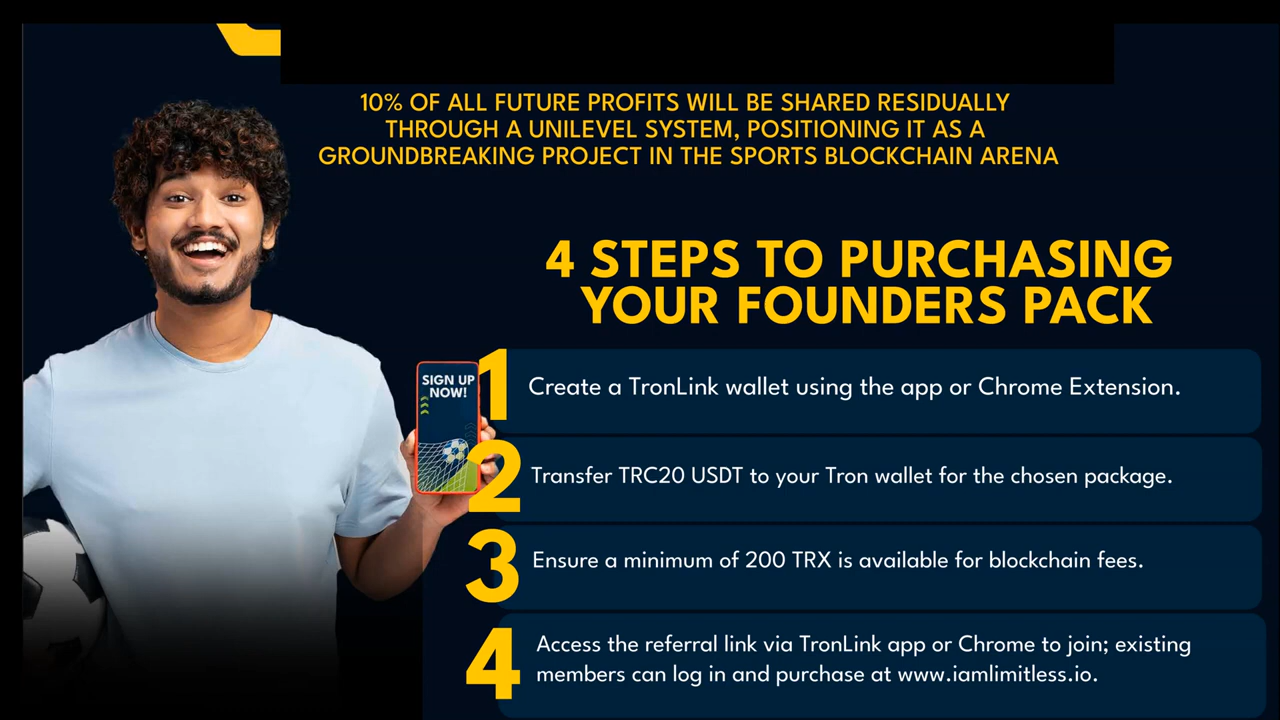 10% OF ALL FUTURE PROFITS WILL BE SHARED RESIDUALLY
THROUGH A UNILEVEL SYSTEM, POSITIONING IT AS A
GROUNDBREAKING PROJECT IN THE SPORTS BLOCKCHAIN ARENA
4 STEPS TO PURCHASING
YOUR FOUNDERS PACK
SIGN UP
NOW!
1 Create a TronLink wallet using the app or Chrome Extension.
2 Transfer TRC20 USDT to your Tron wallet for the chosen package.
3 Ensure a minimum of 200 TRX is available for blockchain fees.
4 Access the referral link via TronLink app or Chrome to join; existing
members can log in and purchase at www.iamlimitless.io.